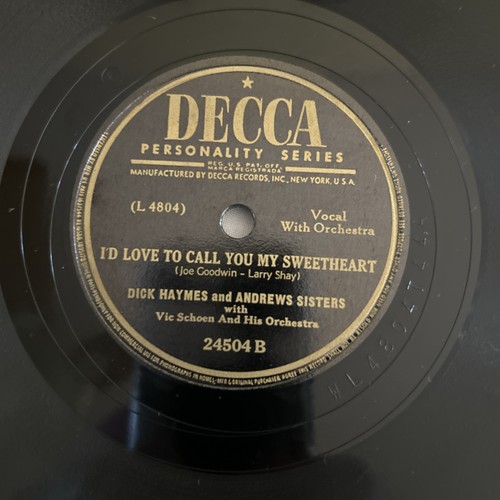 DECCA
PERSONALITY SERIES
REG. U.S. PAT. OFF.
MARCA REGISTRADA
MANUFACTURED BY DECCA RECORDS, INC., NEW YORK, U.S.A.
(L 4804)
Vocal
With Orchestra
I'D LOVE TO CALL YOU MY SWEETHEART
(Joe Goodwin - Larry Shay)
DICK HAYMES and ANDREWS SISTERS
with
Vic Schoen And His Orchestra
24504 B